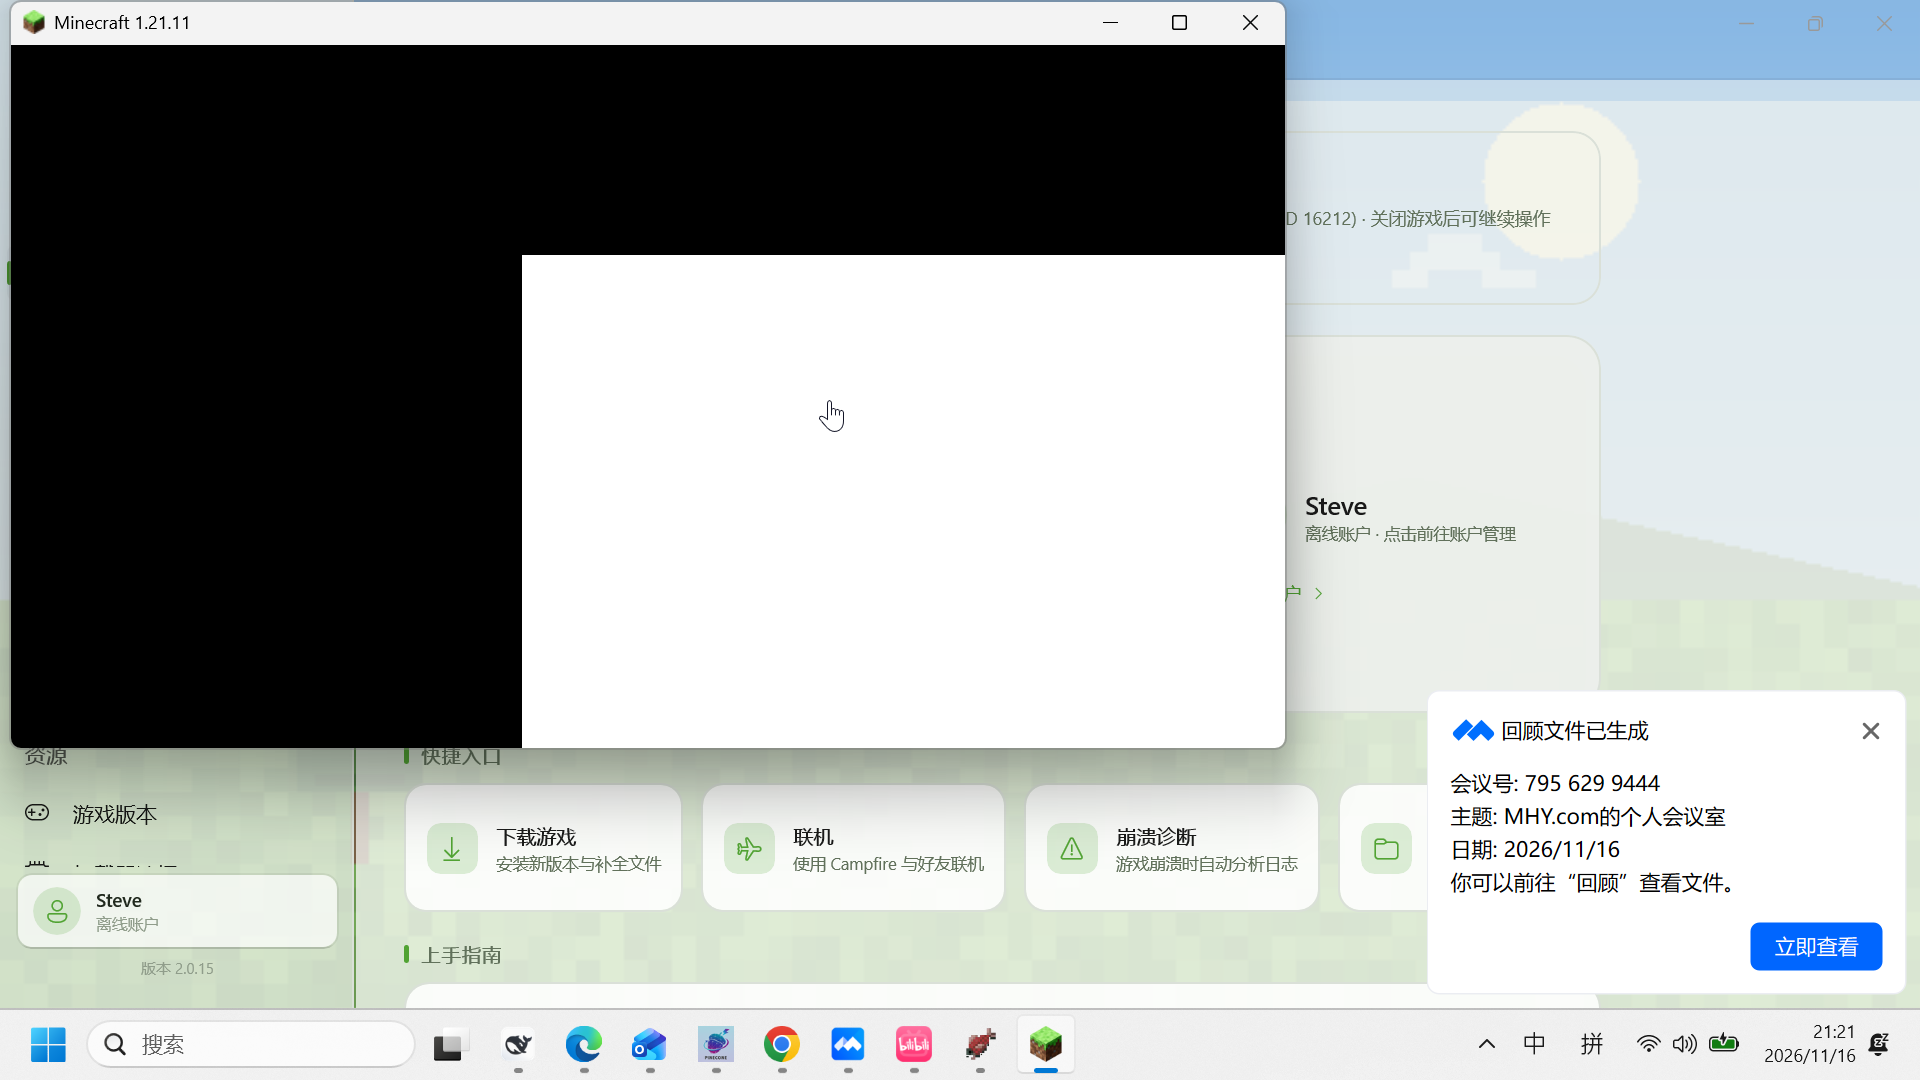 Minecraft 1.21.11
D 16212) · 关闭游戏后可继续操作
Steve
离线账户 · 点击前往账户管理
户
资源
游戏版本
Steve
离线账户
版本 2.0.15
快捷入口
下载游戏
安装新版本与补全文件
联机
使用 Campfire 与好友联机
崩溃诊断
游戏崩溃时自动分析日志
上手指南
回顾文件已生成
会议号: 795 629 9444
主题: MHY.com的个人会议室
日期: 2026/11/16
你可以前往“回顾”查看文件。
立即查看
搜索
PINECONE
bilibili
中
拼
21:21
2026/11/16